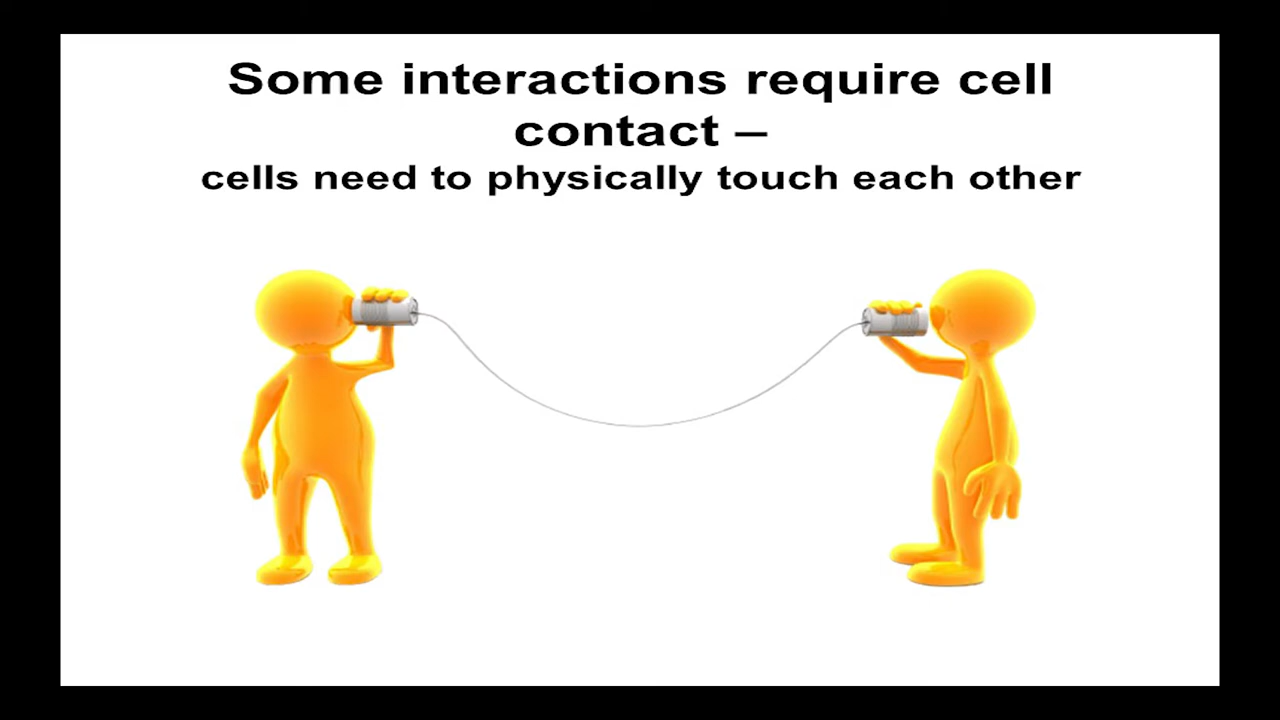 Some interactions require cell
contact –
cells need to physically touch each other